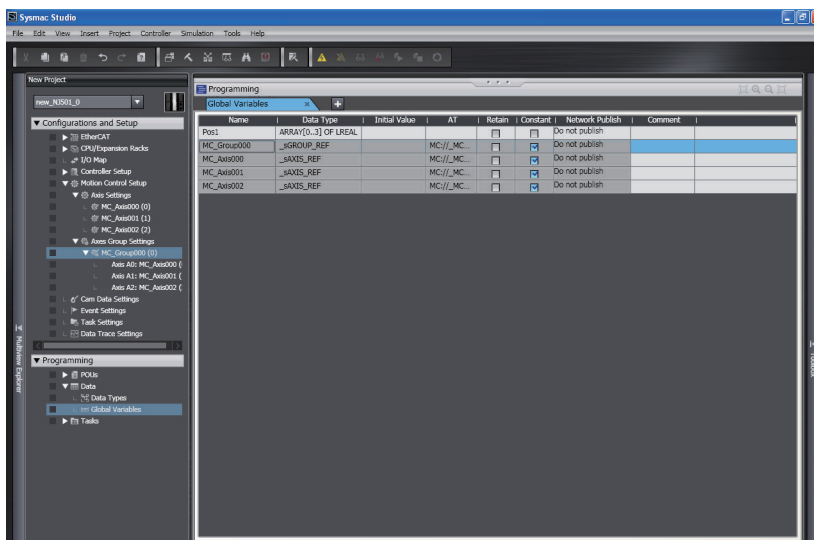 Sysmac Studio
File Edit View Insert Project Controller Simulation Tools Help
New Project
new_NJ501_0
Configurations and Setup
EtherCAT
CPU/Expansion Racks
I/O Map
Controller Setup
Motion Control Setup
Axis Settings
MC_Axis000 (0)
MC_Axis001 (1)
MC_Axis002 (2)
Axes Group Settings
MC_Group000 (0)
Axis A0: MC_Axis000 (
Axis A1: MC_Axis001 (
Axis A2: MC_Axis002 (
Cam Data Settings
Event Settings
Task Settings
Data Trace Settings
Programming
POUs
Data
Data Types
Global Variables
Tasks
Multiview Explorer
Programming
Global Variables
Name Data Type Initial Value AT Retain Constant Network Publish Comment
Pos1 ARRAY[0..3] OF LREAL Do not publish
MC_Group000 _sGROUP_REF MC://_MC... Do not publish
MC_Axis000 _sAXIS_REF MC://_MC... Do not publish
MC_Axis001 _sAXIS_REF MC://_MC... Do not publish
MC_Axis002 _sAXIS_REF MC://_MC... Do not publish
Toolbox